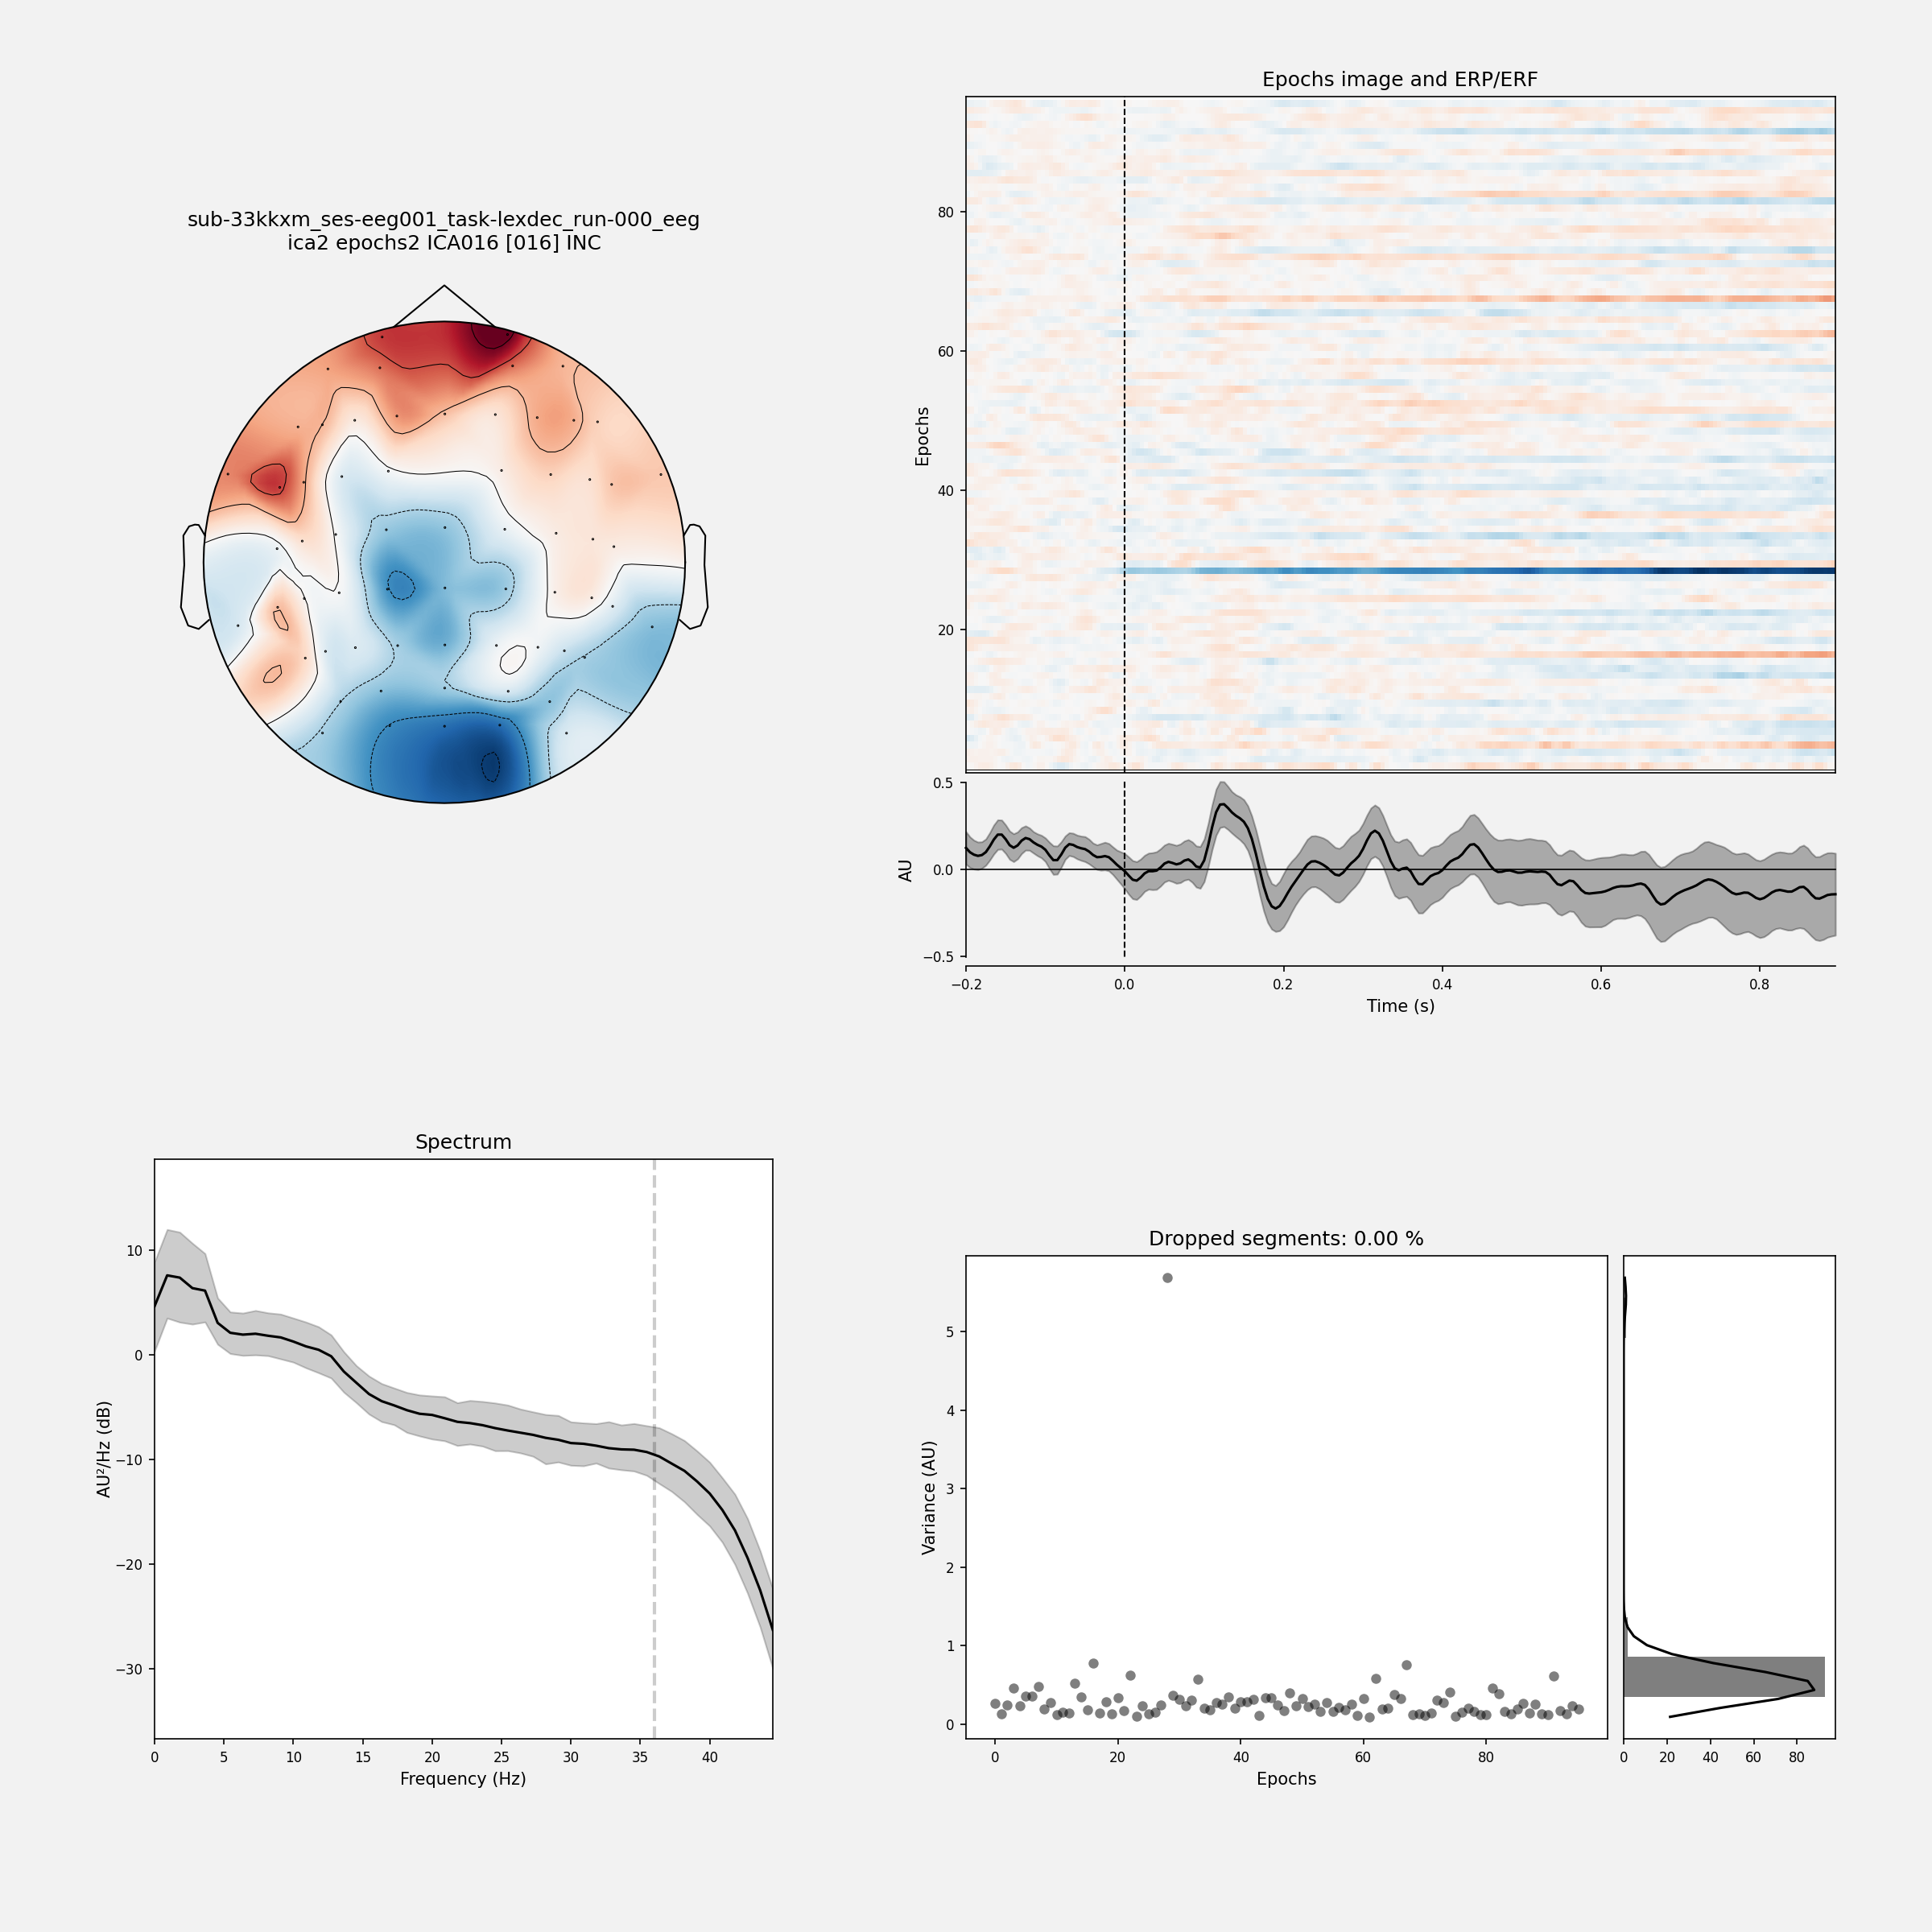 sub-33kkxm_ses-eeg001_task-lexdec_run-000_eeg
ica2 epochs2 ICA016 [016] INC
Epochs image and ERP/ERF
Epochs
80
60
40
20
AU
0.5
0.0
−0.5
−0.2 0.0 0.2 0.4 0.6 0.8
Time (s)
Spectrum
AU²/Hz (dB)
10
0
−10
−20
−30
0 5 10 15 20 25 30 35 40
Frequency (Hz)
Dropped segments: 0.00 %
Variance (AU)
5
4
3
2
1
0
0 20 40 60 80
Epochs
0 20 40 60 80